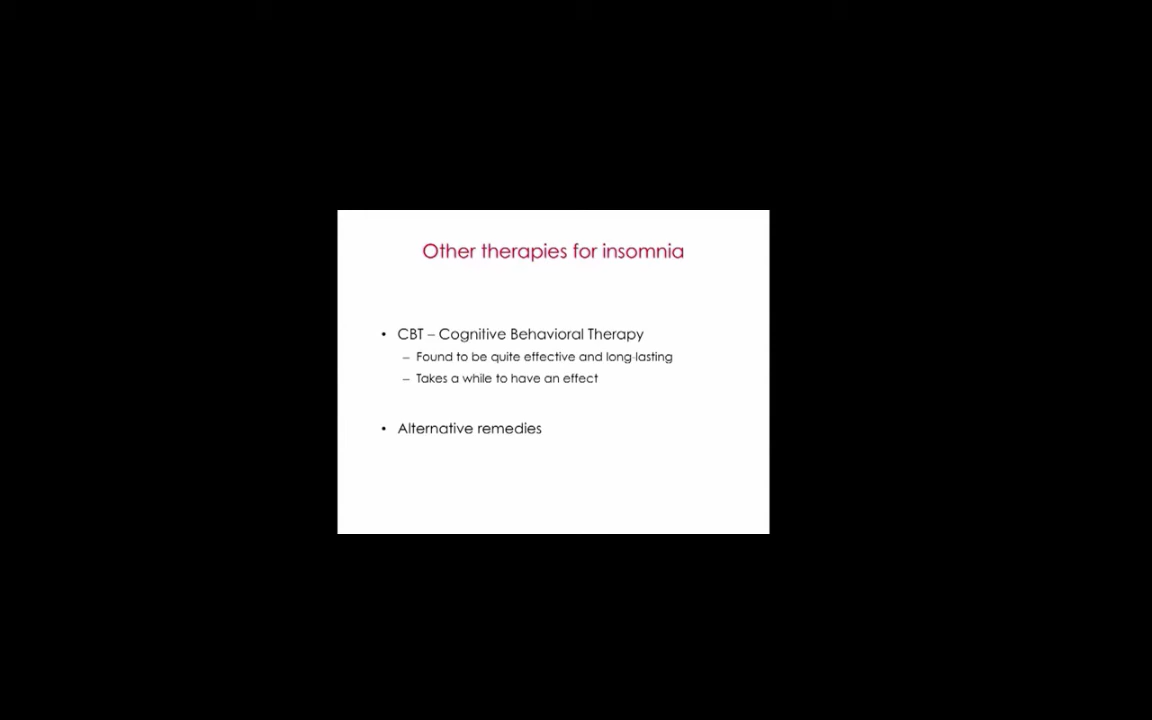 Other therapies for insomnia
• CBT – Cognitive Behavioral Therapy
– Found to be quite effective and long-lasting
– Takes a while to have an effect
• Alternative remedies